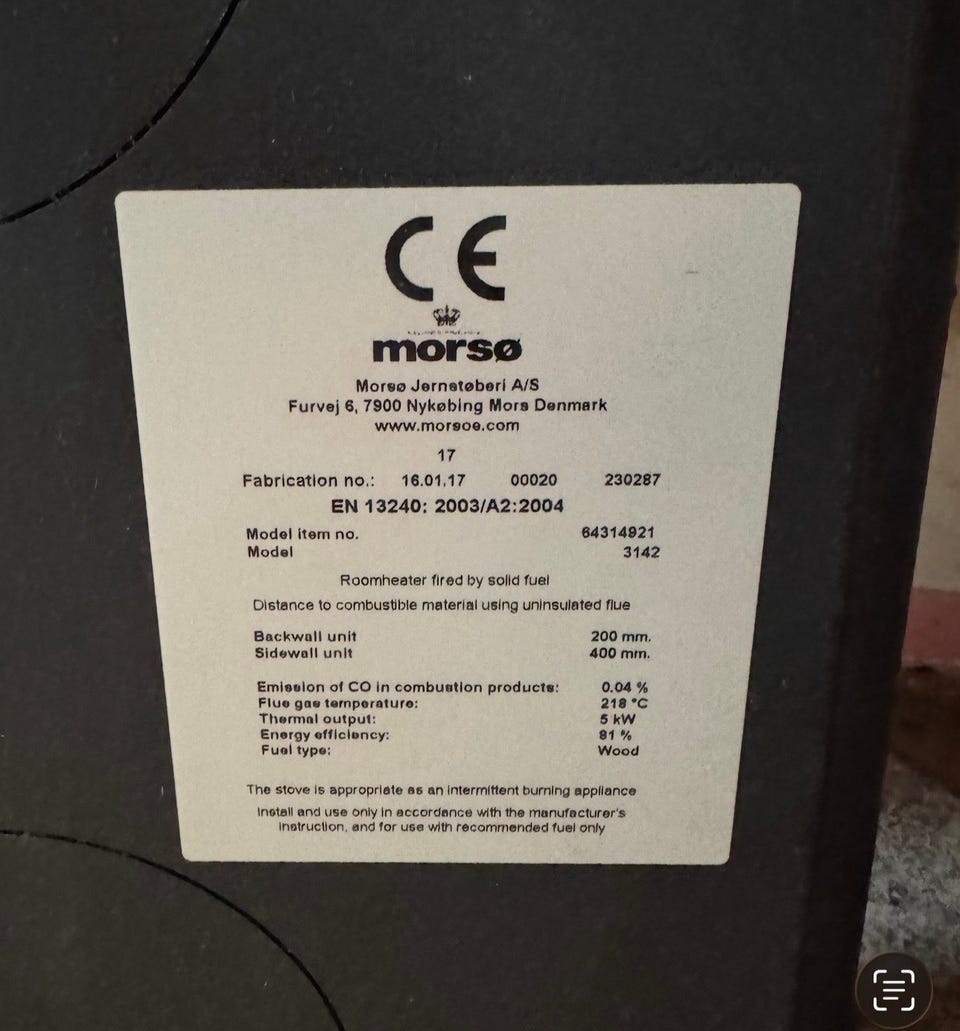 CE
morsø
Morsø Jernstøberi A/S
Furvej 6, 7900 Nykøbing Mors Denmark
www.morsoe.com
17
Fabrication no.: 16.01.17 00020 230287
EN 13240: 2003/A2:2004
Model item no. 64314921
Model 3142
Roomheater fired by solid fuel
Distance to combustible material using uninsulated flue
Backwall unit 200 mm.
Sidewall unit 400 mm.
Emission of CO in combustion products: 0.04 %
Flue gas temperature: 218 °C
Thermal output: 5 kW
Energy efficiency: 81 %
Fuel type: Wood
The stove is appropriate as an intermittent burning appliance
Install and use only in accordance with the manufacturer's
instruction, and for use with recommended fuel only